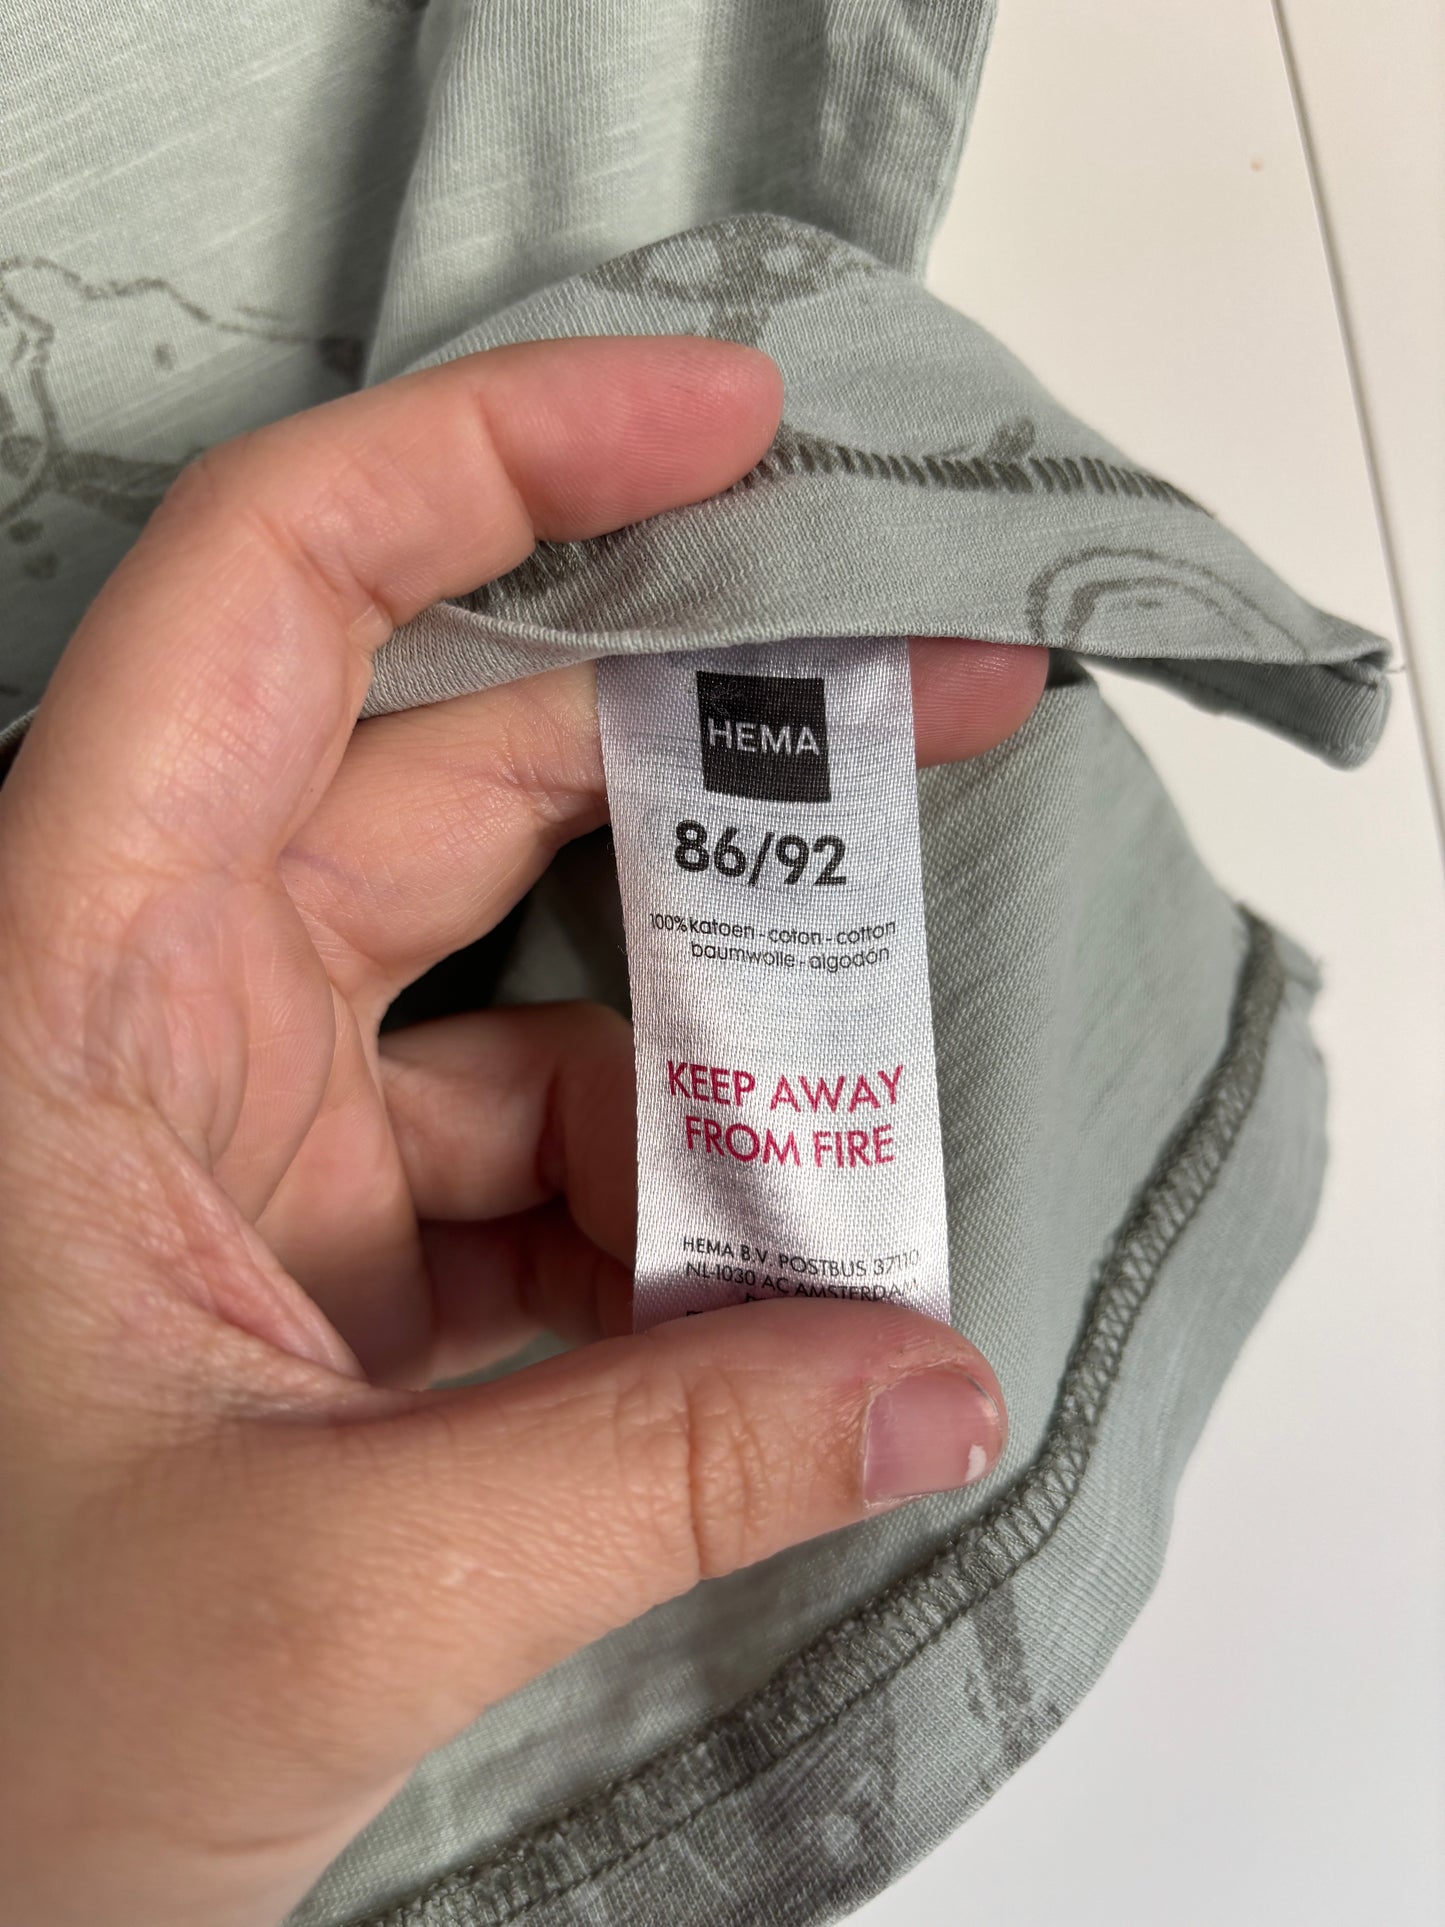 HEMA
86/92
100% katoen - coton - cotton
baumwolle - algodón
KEEP AWAY
FROM FIRE
HEMA B.V. POSTBUS 37110
NL-1030 AC AMSTERDAM